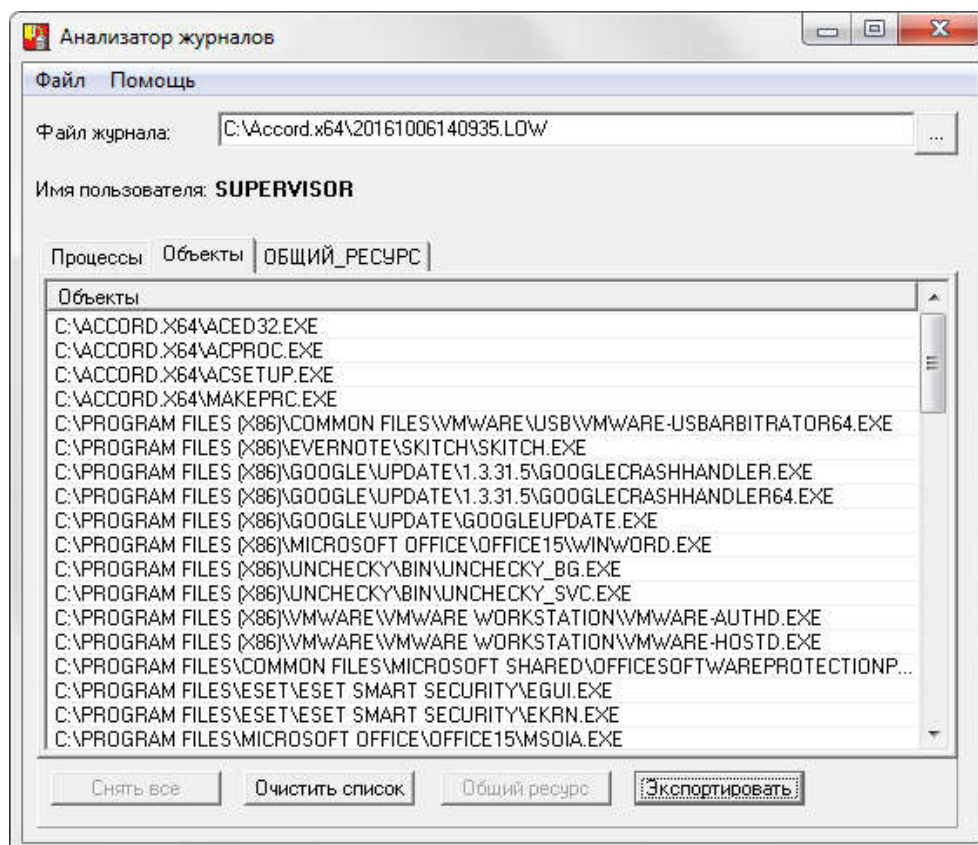 Анализатор журналов
Файл Помощь
Файл журнала: C:\Accord.x64\20161006140935.LOW ...
Имя пользователя: SUPERVISOR
Процессы Объекты ОБЩИЙ_РЕСУРС
Объекты
C:\ACCORD.X64\ACED32.EXE
C:\ACCORD.X64\ACPROC.EXE
C:\ACCORD.X64\ACSETUP.EXE
C:\ACCORD.X64\MAKEPRC.EXE
C:\PROGRAM FILES (X86)\COMMON FILES\VMWARE\USB\VMWARE-USBARBITRATOR64.EXE
C:\PROGRAM FILES (X86)\EVERNOTE\SKITCH\SKITCH.EXE
C:\PROGRAM FILES (X86)\GOOGLE\UPDATE\1.3.31.5\GOOGLECRASHHANDLER.EXE
C:\PROGRAM FILES (X86)\GOOGLE\UPDATE\1.3.31.5\GOOGLECRASHHANDLER64.EXE
C:\PROGRAM FILES (X86)\GOOGLE\UPDATE\GOOGLEUPDATE.EXE
C:\PROGRAM FILES (X86)\MICROSOFT OFFICE\OFFICE15\WINWORD.EXE
C:\PROGRAM FILES (X86)\UNCHECKY\BIN\UNCHECKY_BG.EXE
C:\PROGRAM FILES (X86)\UNCHECKY\BIN\UNCHECKY_SVC.EXE
C:\PROGRAM FILES (X86)\VMWARE\VMWARE WORKSTATION\VMWARE-AUTHD.EXE
C:\PROGRAM FILES (X86)\VMWARE\VMWARE WORKSTATION\VMWARE-HOSTD.EXE
C:\PROGRAM FILES\COMMON FILES\MICROSOFT SHARED\OFFICESOFTWAREPROTECTIONP...
C:\PROGRAM FILES\ESET\ESET SMART SECURITY\EGUI.EXE
C:\PROGRAM FILES\ESET\ESET SMART SECURITY\EKRN.EXE
C:\PROGRAM FILES\MICROSOFT OFFICE\OFFICE15\MSOIA.EXE
Снять все Очистить список Общий ресурс Экспортировать